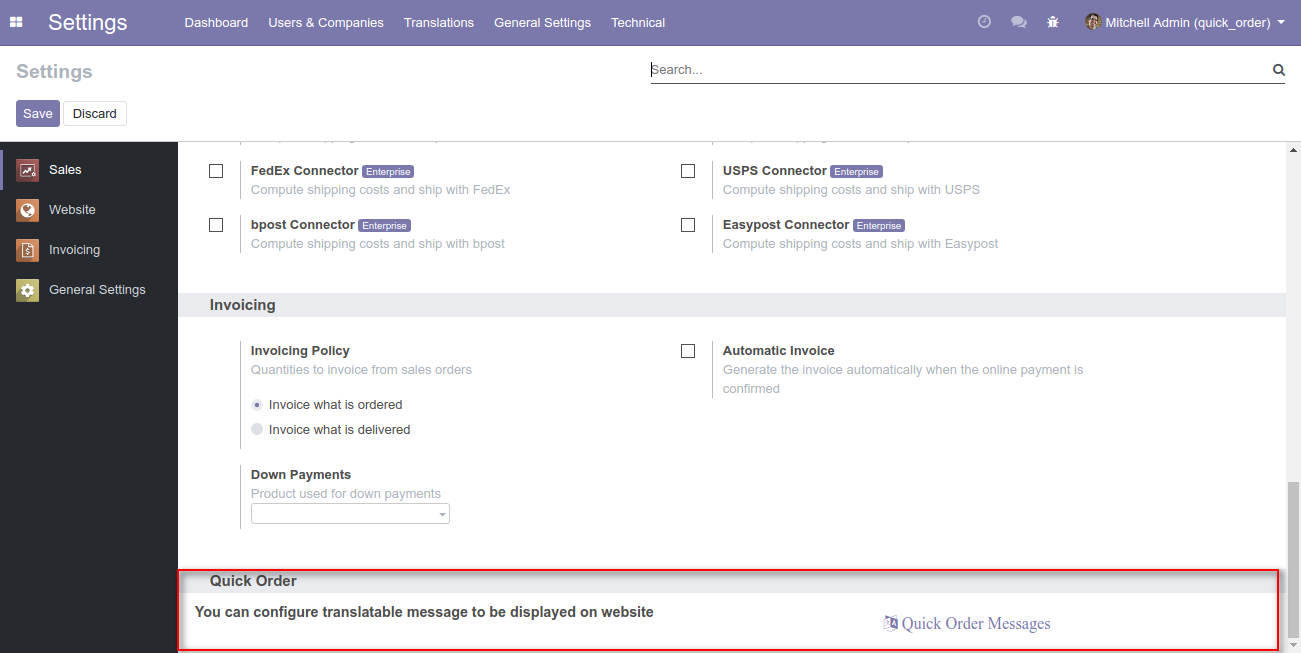 Settings Dashboard Users & Companies Translations General Settings Technical Mitchell Admin (quick_order)
Settings
Search...
Save Discard
Sales
Website
Invoicing
General Settings
FedEx Connector Enterprise
Compute shipping costs and ship with FedEx
USPS Connector Enterprise
Compute shipping costs and ship with USPS
bpost Connector Enterprise
Compute shipping costs and ship with bpost
Easypost Connector Enterprise
Compute shipping costs and ship with Easypost
Invoicing
Invoicing Policy
Quantities to invoice from sales orders
Invoice what is ordered
Invoice what is delivered
Automatic Invoice
Generate the invoice automatically when the online payment is
confirmed
Down Payments
Product used for down payments
Quick Order
You can configure translatable message to be displayed on website
Quick Order Messages